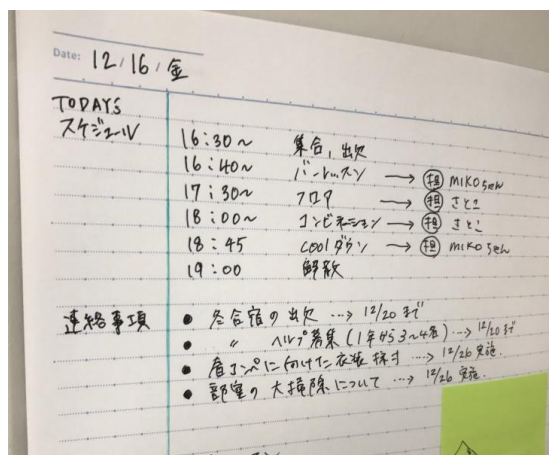 Date: 12/16/金
TODAYS
スケジュール
16:30~ 集合, 出欠
16:40~ バーレッスン → 担 MIKOせん
17:30~ フロア → 担 さとこ
18:00~ コンビネーション → 担 さとこ
18:45 COOLダウン → 担 MIKOせん
19:00 解散
連絡事項
● 冬合宿の出欠 …→ 12/20まで
● 〃 ヘルプ募集(1年から3~4名) …→ 12/20まで
● 春コンペに向けた衣装採寸 …→ 12/26実施.
● 部室の大掃除について …→ 12/26 実施.